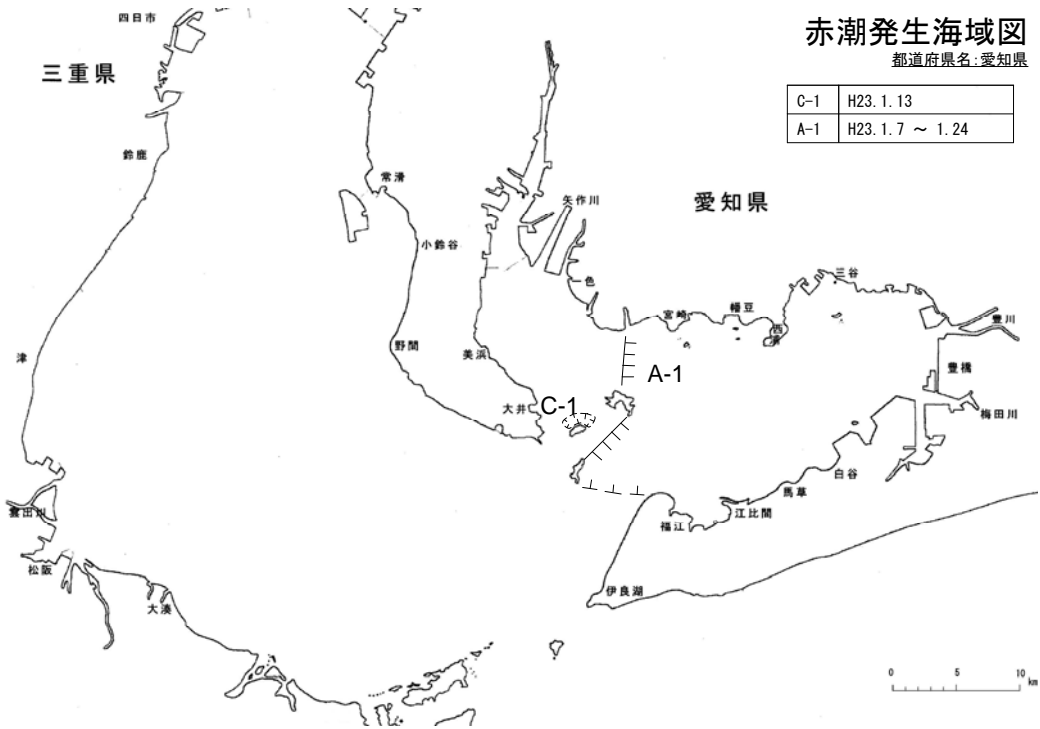 四日市
三重県
赤潮発生海域図
都道府県名：愛知県
C-1 H23.1.13
A-1 H23.1.7 ～ 1.24
鈴鹿
常滑
矢作川
愛知県
小鈴谷
一色
三谷
宮崎
幡豆
西浦
豊川
津
野間
美浜
A-1
豊橋
大井
C-1
梅田川
白谷
馬草
雲出川
江比間
福江
松阪
伊良湖
大湊
0 5 10
km